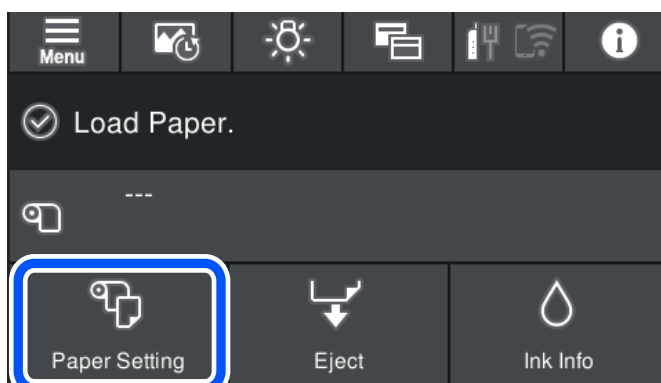 Menu
Load Paper.
---
Paper Setting
Eject
Ink Info